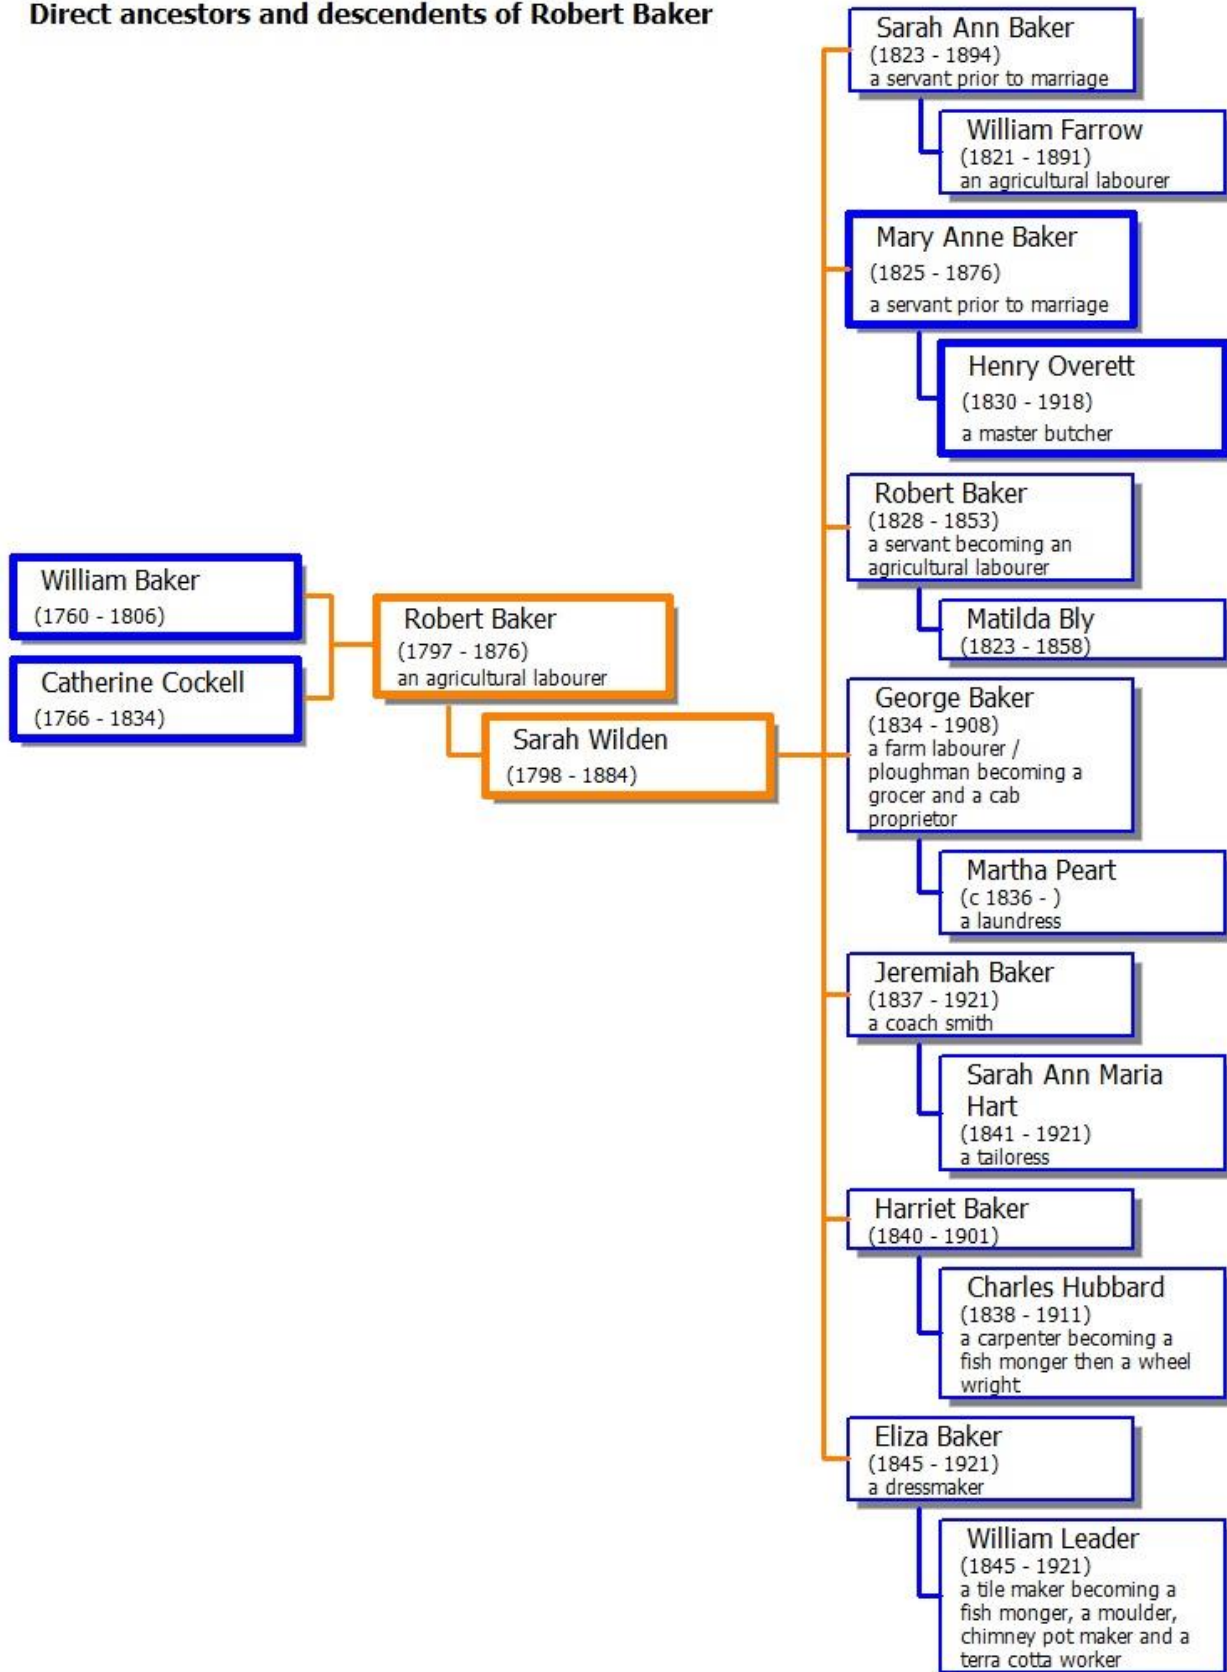 Direct ancestors and descendents of Robert Baker
Sarah Ann Baker
(1823 - 1894)
a servant prior to marriage
William Farrow
(1821 - 1891)
an agricultural labourer
Mary Anne Baker
(1825 - 1876)
a servant prior to marriage
Henry Overett
(1830 - 1918)
a master butcher
Robert Baker
(1828 - 1853)
a servant becoming an
agricultural labourer
Matilda Bly
(1823 - 1858)
William Baker
(1760 - 1806)
Catherine Cockell
(1766 - 1834)
Robert Baker
(1797 - 1876)
an agricultural labourer
Sarah Wilden
(1798 - 1884)
George Baker
(1834 - 1908)
a farm labourer /
ploughman becoming a
grocer and a cab
proprietor
Martha Peart
(c 1836 - )
a laundress
Jeremiah Baker
(1837 - 1921)
a coach smith
Sarah Ann Maria
Hart
(1841 - 1921)
a tailoress
Harriet Baker
(1840 - 1901)
Charles Hubbard
(1838 - 1911)
a carpenter becoming a
fish monger then a wheel
wright
Eliza Baker
(1845 - 1921)
a dressmaker
William Leader
(1845 - 1921)
a tile maker becoming a
fish monger, a moulder,
chimney pot maker and a
terra cotta worker